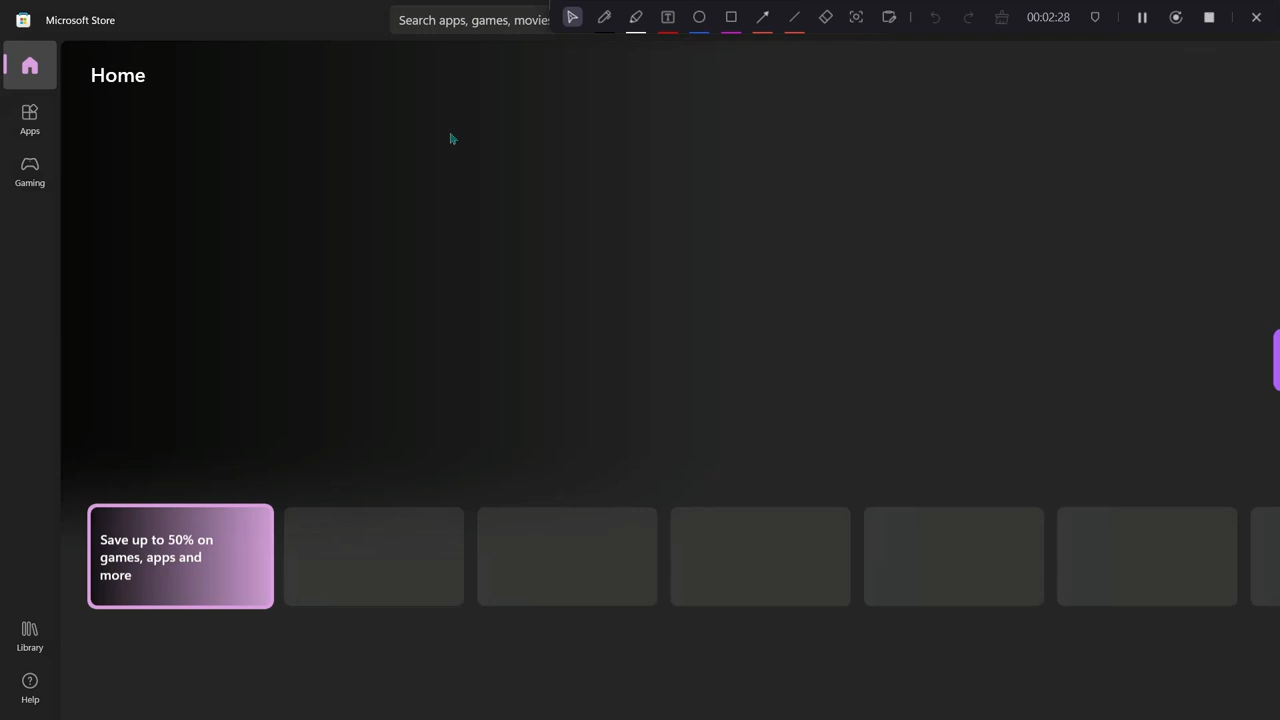 Microsoft Store
Search apps, games, movies
00:02:28
Home
Apps
Gaming
Save up to 50% on
games, apps and
more
Library
Help